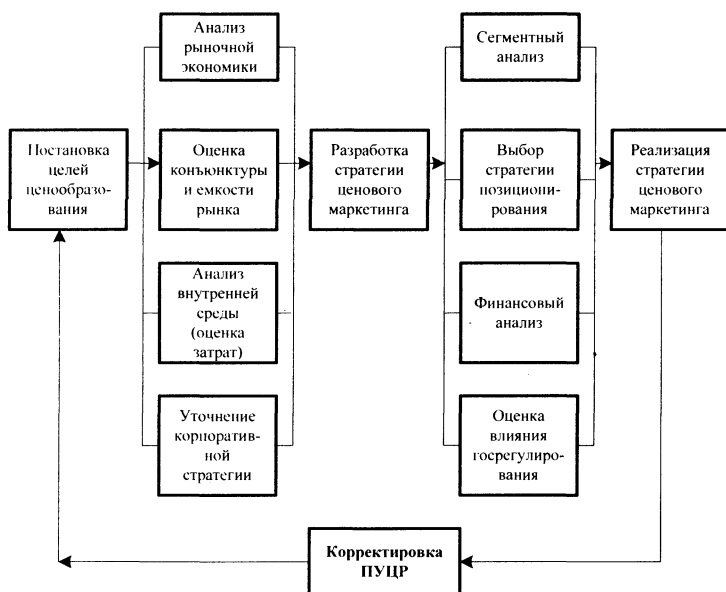 Анализ
рыночной
экономики
Сегментный
анализ
Постановка
целей
ценообразо-
вания
Оценка
конъюнктуры
и емкости
рынка
Разработка
стратегии
ценового
маркетинга
Выбор
стратегии
позициони-
рования
Реализация
стратегии
ценового
маркетинга
Анализ
внутренней
среды
(оценка
затрат)
Финансовый
анализ
Уточнение
корпоратив-
ной
стратегии
Оценка
влияния
госрегулиро-
вания
Корректировка
ПУЦР